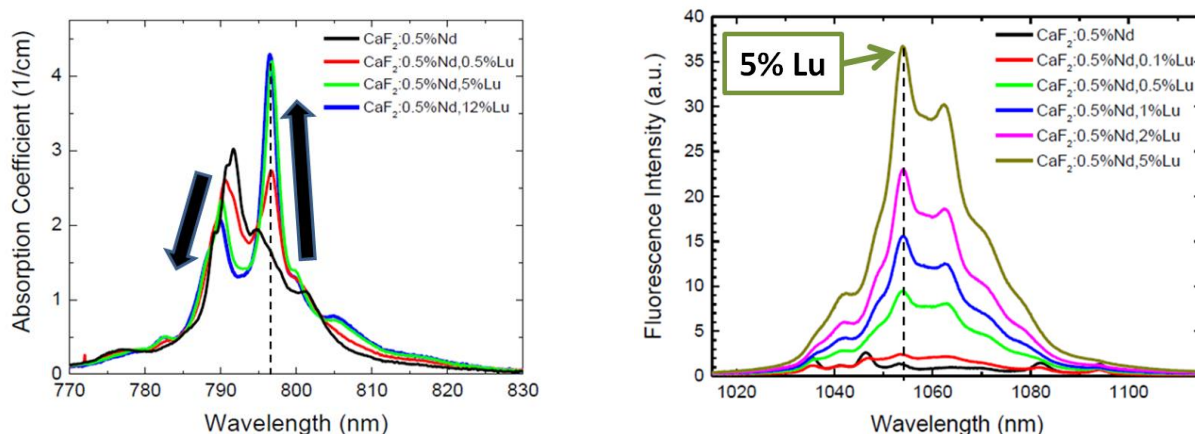 Absorption Coefficient (1/cm)
4
3
2
1
0
CaF2:0.5%Nd
CaF2:0.5%Nd,0.5%Lu
CaF2:0.5%Nd,5%Lu
CaF2:0.5%Nd,12%Lu
770 780 790 800 810 820 830
Wavelength (nm)
Fluorescence Intensity (a.u.)
40
35
30
25
20
15
10
5
0
5% Lu
CaF2:0.5%Nd
CaF2:0.5%Nd,0.1%Lu
CaF2:0.5%Nd,0.5%Lu
CaF2:0.5%Nd,1%Lu
CaF2:0.5%Nd,2%Lu
CaF2:0.5%Nd,5%Lu
1020 1040 1060 1080 1100
Wavelength (nm)